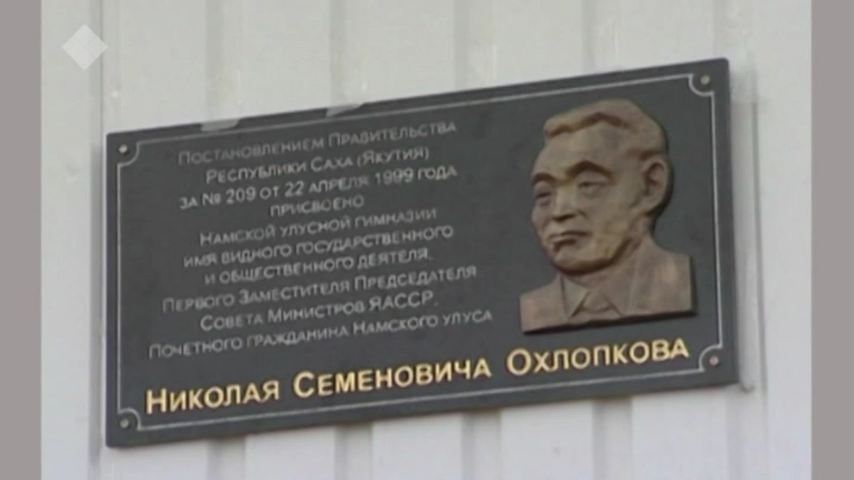 Постановлением Правительства
Республики Саха (Якутия)
за № 209 от 22 апреля 1999 года
присвоено
Намской улусной гимназии
имя видного государственного
и общественного деятеля,
Первого Заместителя Председателя
Совета Министров ЯАССР,
Почетного гражданина Намского улуса
Николая Семеновича Охлопкова